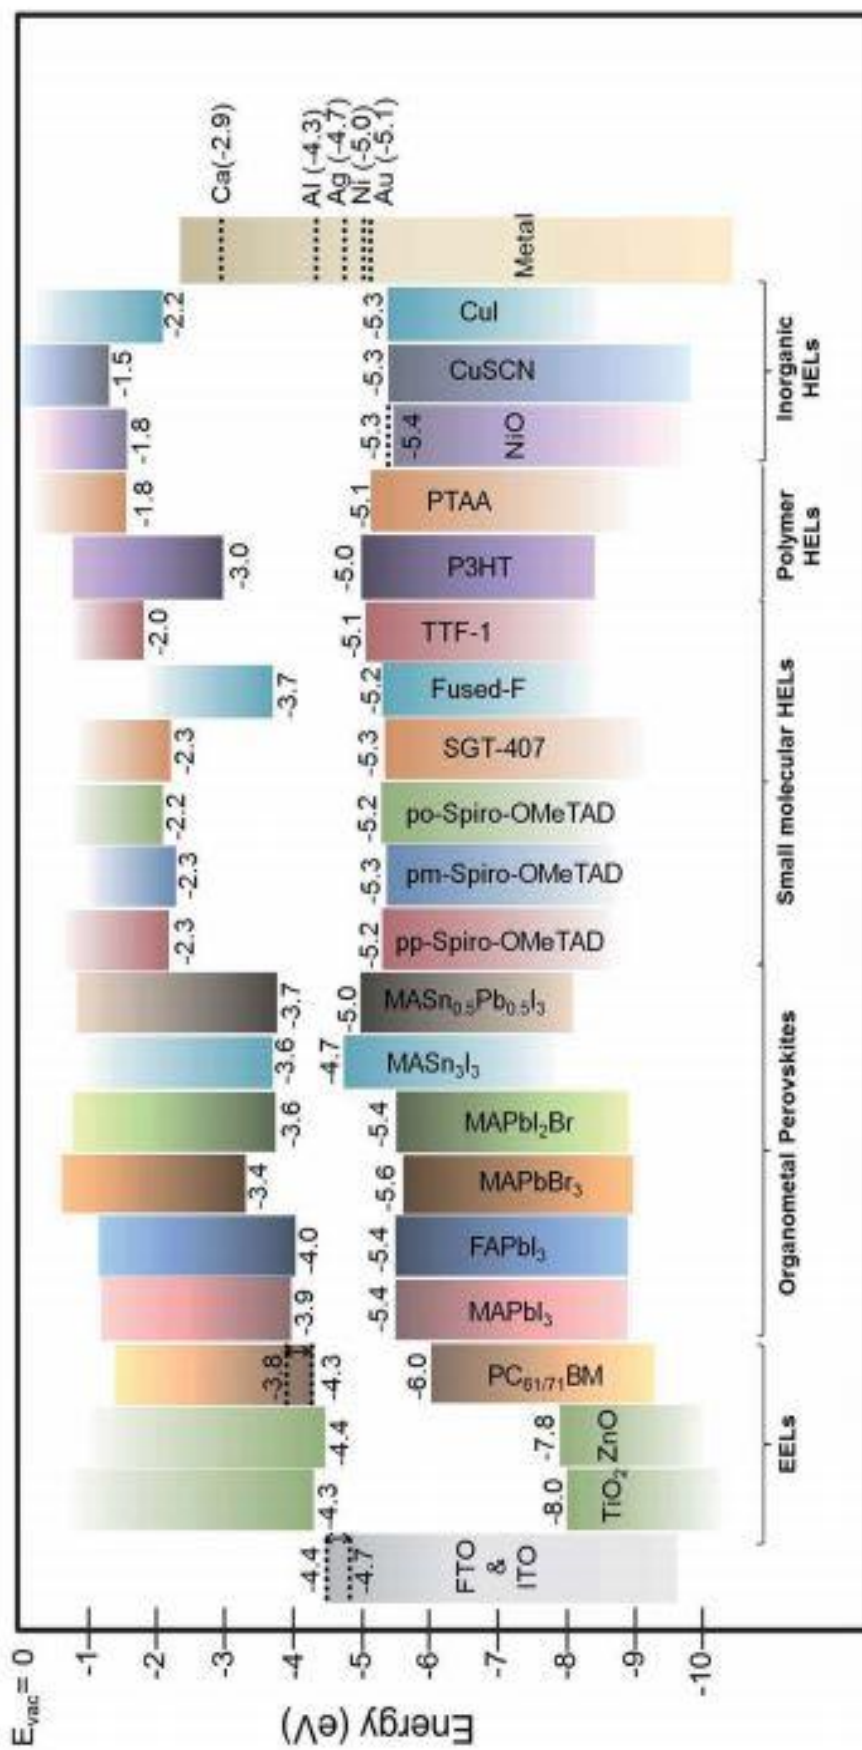 E_vac = 0
-1
-2
-3
-4
-5
-6
-7
-8
-9
-10
Energy (eV)
-4.4
-4.7
FTO
&
ITO
-4.3
-8.0
TiO₂
-4.4
-7.8
ZnO
-3.8
-4.3
-6.0
PC₆₁/₇₁BM
-3.9
-5.4
MAPbI₃
-4.0
-5.4
FAPbI₃
-3.4
-5.6
MAPbBr₃
-3.6
-5.4
MAPbI₂Br
-3.6
-4.7
MASn₃I₃
-3.7
-5.0
MASn₀.₅Pb₀.₅I₃
-2.3
-5.2
pp-Spiro-OMeTAD
-2.3
-5.3
pm-Spiro-OMeTAD
-2.2
-5.2
po-Spiro-OMeTAD
-2.3
-5.3
SGT-407
-3.7
-5.2
Fused-F
-2.0
-5.1
TTF-1
-3.0
-5.0
P3HT
-1.8
-5.1
PTAA
-1.8
-5.3
-5.4
NiO
-1.5
-5.3
CuSCN
-2.2
-5.3
CuI
Ca(-2.9)
Al (-4.3)
Ag (-4.7)
Ni (-5.0)
Au (-5.1)
Metal
EELs
Organometal Perovskites
Small molecular HELs
Polymer
HELs
Inorganic
HELs